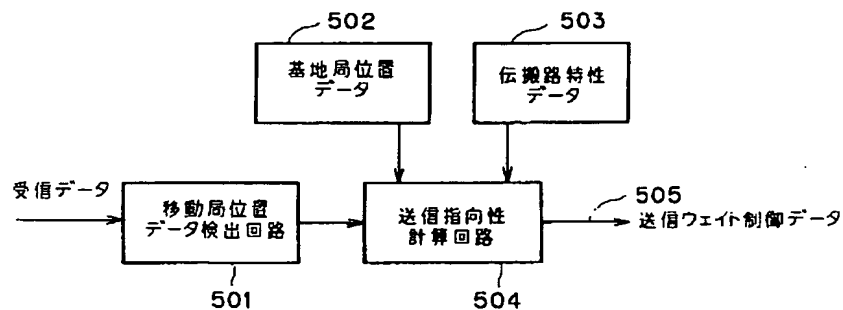 502
503
基地局位置
データ
伝搬路特性
データ
受信データ
移動局位置
データ検出回路
送信指向性
計算回路
505
送信ウェイト制御データ
501
504